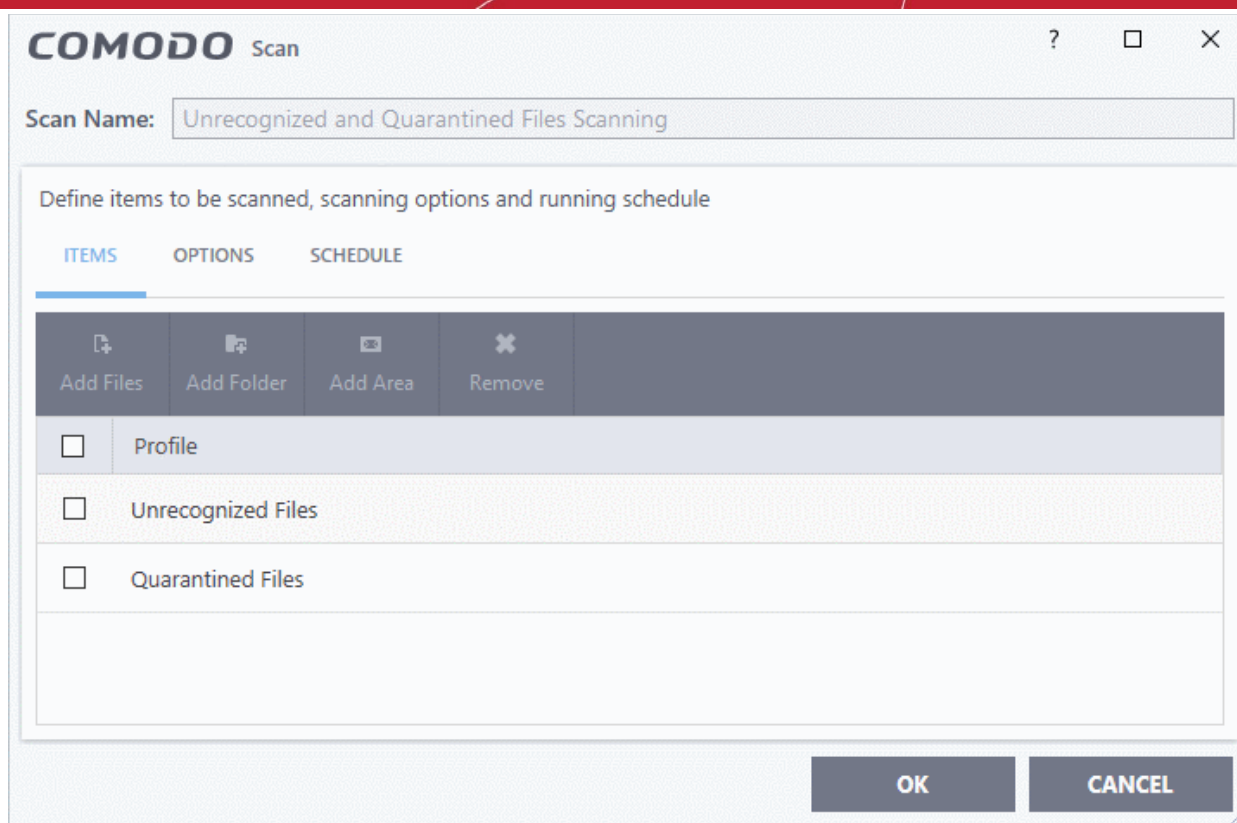 COMODO Scan ?
Scan Name: Unrecognized and Quarantined Files Scanning
Define items to be scanned, scanning options and running schedule
ITEMS OPTIONS SCHEDULE
Add Files Add Folder Add Area Remove
Profile
Unrecognized Files
Quarantined Files
OK CANCEL